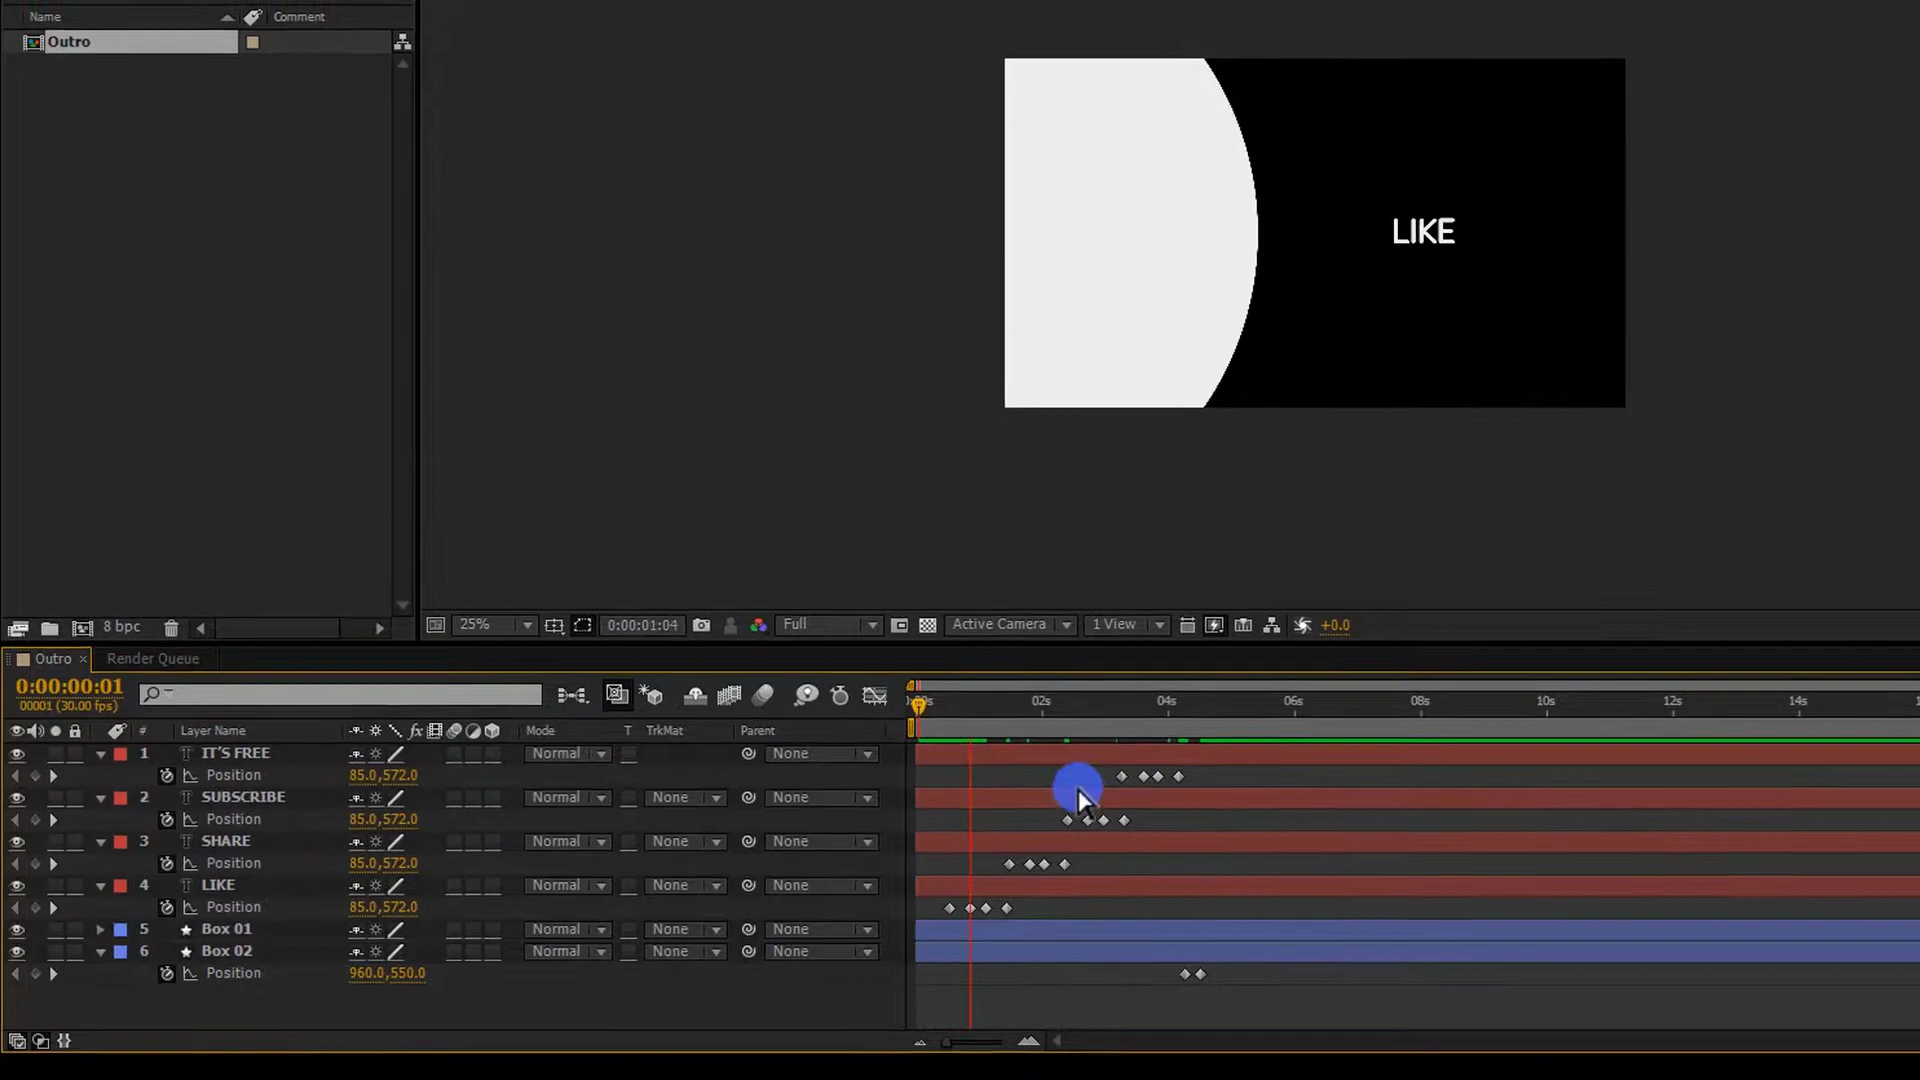 Name Comment
Outro
LIKE
8 bpc
25% 0:00:01:04 Full Active Camera 1 View +0.0
Outro × Render Queue
0:00:00:01
00001 (30.00 fps)
02s 04s 06s 08s 10s 12s 14s
# Layer Name fx Mode T TrkMat Parent
1 T IT'S FREE Normal None
Position 85.0,572.0
2 T SUBSCRIBE Normal None None
Position 85.0,572.0
3 T SHARE Normal None None
Position 85.0,572.0
4 T LIKE Normal None None
Position 85.0,572.0
5 Box 01 Normal None None
6 Box 02 Normal None None
Position 960.0,550.0